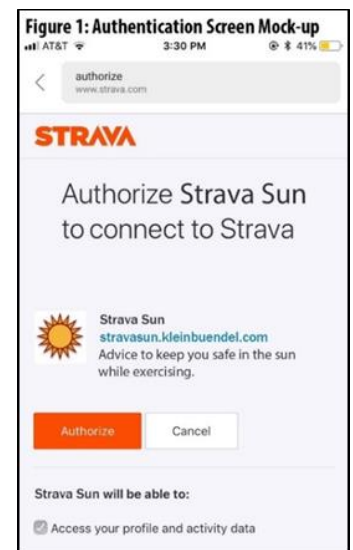 Figure 1: Authentication Screen Mock-up
AT&T 3:30 PM 41%
authorize
www.strava.com
STRAVA
Authorize Strava Sun
to connect to Strava
Strava Sun
stravasun.kleinbuendel.com
Advice to keep you safe in the sun
while exercising.
Authorize Cancel
Strava Sun will be able to:
Access your profile and activity data